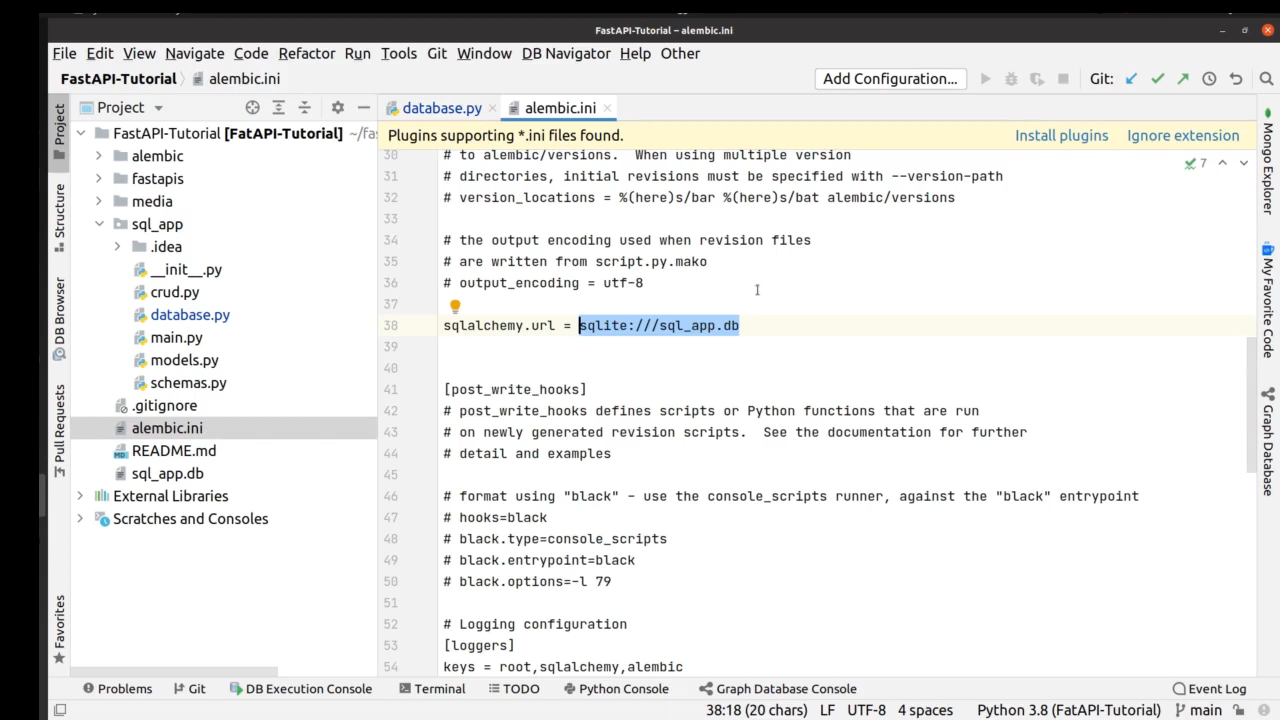 FastAPI-Tutorial – alembic.ini
File Edit View Navigate Code Refactor Run Tools Git Window DB Navigator Help Other
FastAPI-Tutorial alembic.ini Add Configuration... Git:
Project
database.py alembic.ini
Plugins supporting *.ini files found. Install plugins Ignore extension
FastAPI-Tutorial [FatAPI-Tutorial] ~/fas
alembic
fastapis
media
sql_app
.idea
__init__.py
crud.py
database.py
main.py
models.py
schemas.py
.gitignore
alembic.ini
README.md
sql_app.db
External Libraries
Scratches and Consoles
30 # to alembic/versions.  When using multiple version
31 # directories, initial revisions must be specified with --version-path
32 # version_locations = %(here)s/bar %(here)s/bat alembic/versions
33
34 # the output encoding used when revision files
35 # are written from script.py.mako
36 # output_encoding = utf-8
37
38 sqlalchemy.url = sqlite:///sql_app.db
39
40
41 [post_write_hooks]
42 # post_write_hooks defines scripts or Python functions that are run
43 # on newly generated revision scripts.  See the documentation for further
44 # detail and examples
45
46 # format using "black" - use the console_scripts runner, against the "black" entrypoint
47 # hooks=black
48 # black.type=console_scripts
49 # black.entrypoint=black
50 # black.options=-l 79
51
52 # Logging configuration
53 [loggers]
54 keys = root,sqlalchemy,alembic
7
Project
Structure
DB Browser
Pull Requests
Favorites
Mongo Explorer
My Favorite Code
Graph Database
Problems Git DB Execution Console Terminal TODO Python Console Graph Database Console Event Log
38:18 (20 chars) LF UTF-8 4 spaces Python 3.8 (FastAPI-Tutorial) main